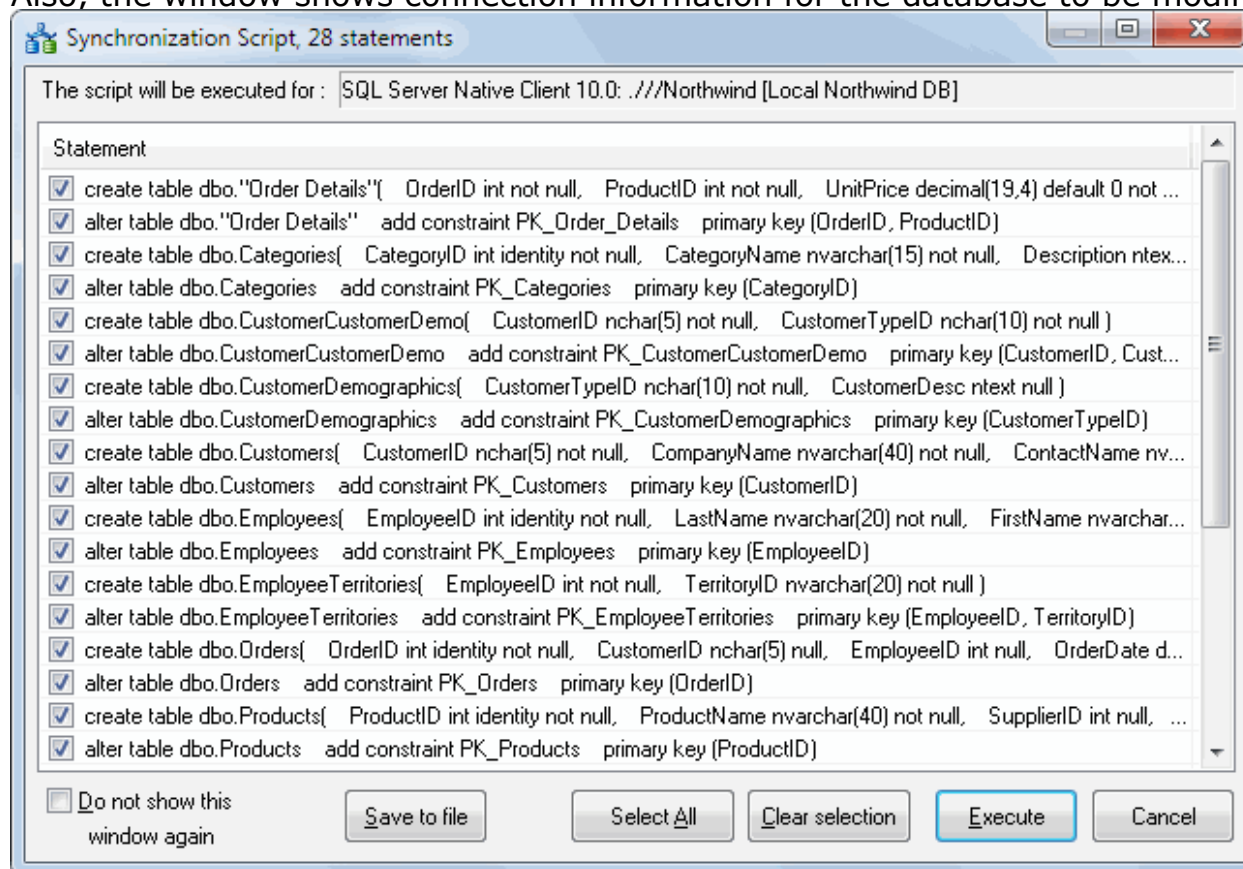 Also, the window shows connection information for the database to be modi
Synchronization Script, 28 statements
The script will be executed for : SQL Server Native Client 10.0: .///Northwind [Local Northwind DB]
Statement
create table dbo."Order Details"( OrderID int not null, ProductID int not null, UnitPrice decimal(19,4) default 0 not ...
alter table dbo."Order Details" add constraint PK_Order_Details primary key (OrderID, ProductID)
create table dbo.Categories( CategoryID int identity not null, CategoryName nvarchar(15) not null, Description ntex...
alter table dbo.Categories add constraint PK_Categories primary key (CategoryID)
create table dbo.CustomerCustomerDemo( CustomerID nchar(5) not null, CustomerTypeID nchar(10) not null )
alter table dbo.CustomerCustomerDemo add constraint PK_CustomerCustomerDemo primary key (CustomerID, Cust...
create table dbo.CustomerDemographics( CustomerTypeID nchar(10) not null, CustomerDesc ntext null )
alter table dbo.CustomerDemographics add constraint PK_CustomerDemographics primary key (CustomerTypeID)
create table dbo.Customers( CustomerID nchar(5) not null, CompanyName nvarchar(40) not null, ContactName nv...
alter table dbo.Customers add constraint PK_Customers primary key (CustomerID)
create table dbo.Employees( EmployeeID int identity not null, LastName nvarchar(20) not null, FirstName nvarchar...
alter table dbo.Employees add constraint PK_Employees primary key (EmployeeID)
create table dbo.EmployeeTerritories( EmployeeID int not null, TerritoryID nvarchar(20) not null )
alter table dbo.EmployeeTerritories add constraint PK_EmployeeTerritories primary key (EmployeeID, TerritoryID)
create table dbo.Orders( OrderID int identity not null, CustomerID nchar(5) null, EmployeeID int null, OrderDate d...
alter table dbo.Orders add constraint PK_Orders primary key (OrderID)
create table dbo.Products( ProductID int identity not null, ProductName nvarchar(40) not null, SupplierID int null, ...
alter table dbo.Products add constraint PK_Products primary key (ProductID)
Do not show this
window again
Save to file
Select All
Clear selection
Execute
Cancel